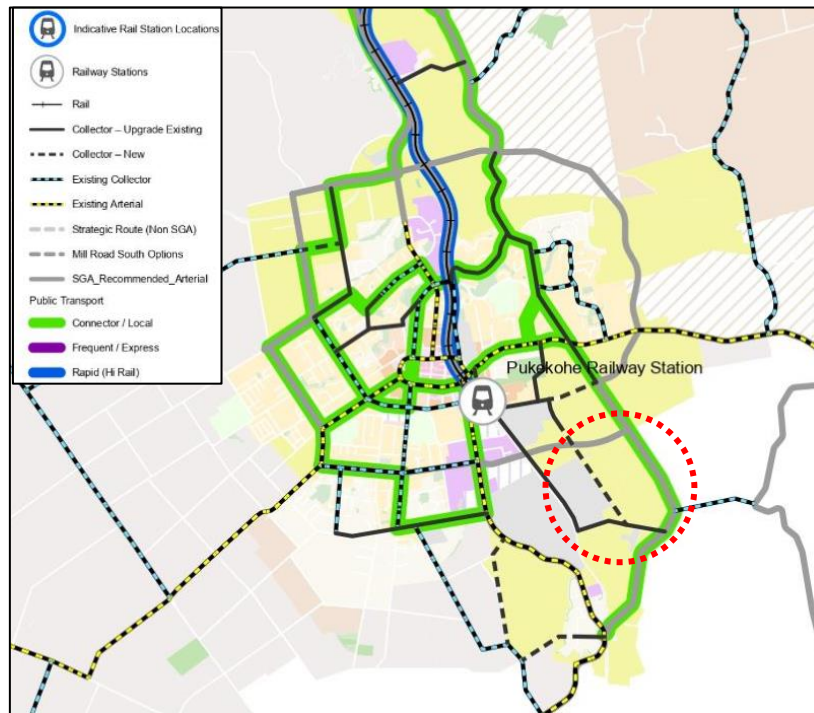 Indicative Rail Station Locations
Railway Stations
Rail
Collector – Upgrade Existing
Collector – New
Existing Collector
Existing Arterial
Strategic Route (Non SGA)
Mill Road South Options
SGA_Recommended_Arterial
Public Transport
Connector / Local
Frequent / Express
Rapid (Hi Rail)
Pukekohe Railway Station